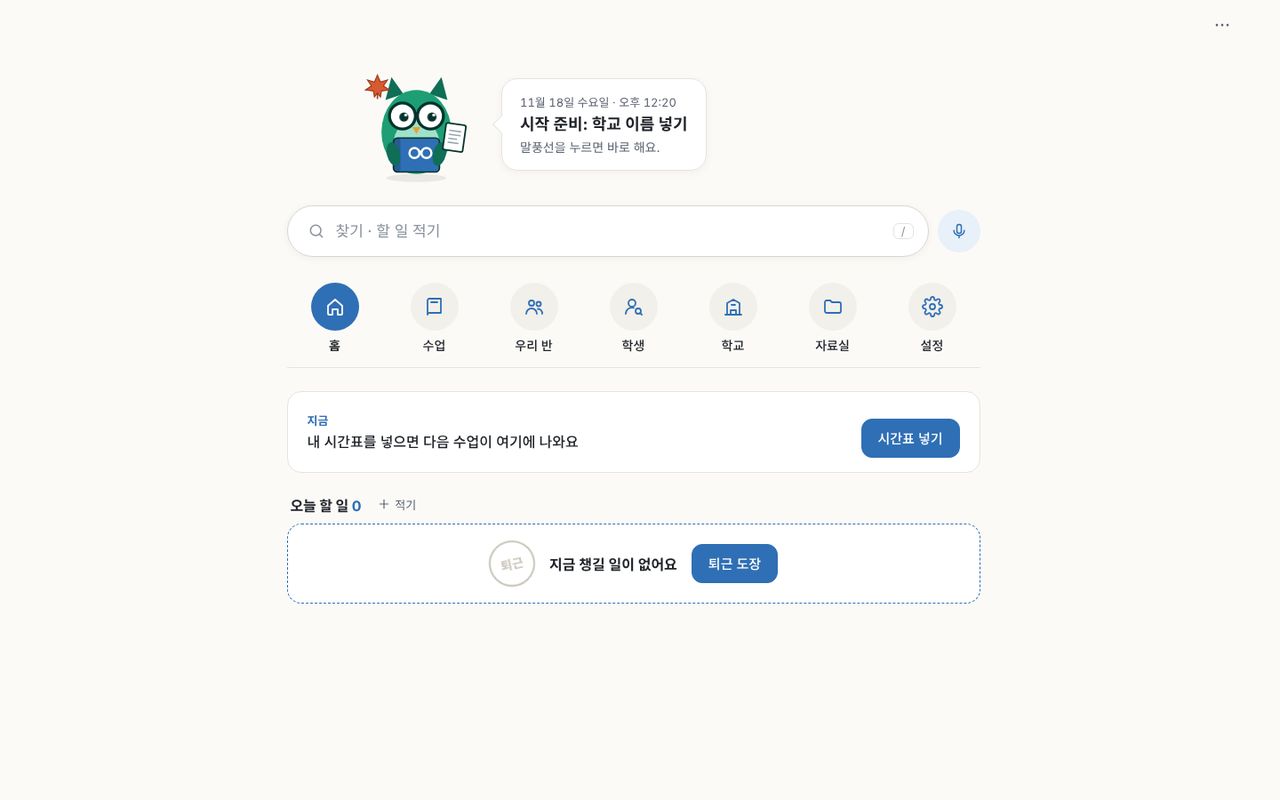 11월 18일 수요일 · 오후 12:20
시작 준비: 학교 이름 넣기
말풍선을 누르면 바로 해요.
찾기 · 할 일 적기
/
홈
수업
우리 반
학생
학교
자료실
설정
지금
내 시간표를 넣으면 다음 수업이 여기에 나와요
시간표 넣기
오늘 할 일 0
+ 적기
퇴근
지금 챙길 일이 없어요
퇴근 도장